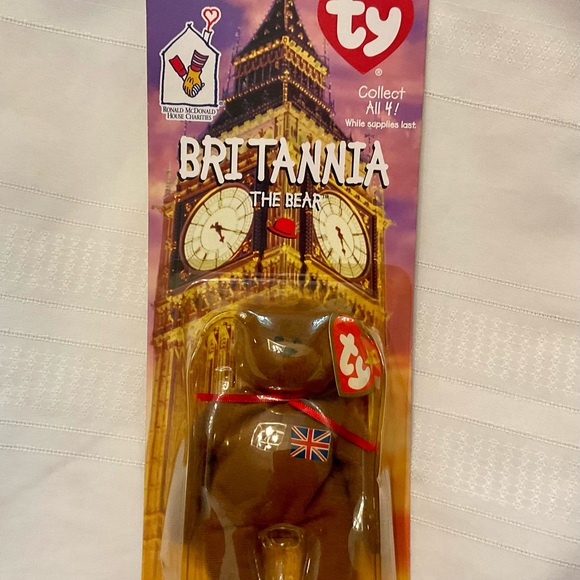 ty
®
RONALD McDONALD
HOUSE CHARITIES
Collect
All 4!
While supplies last.
BRITANNIA
THE BEAR
ty